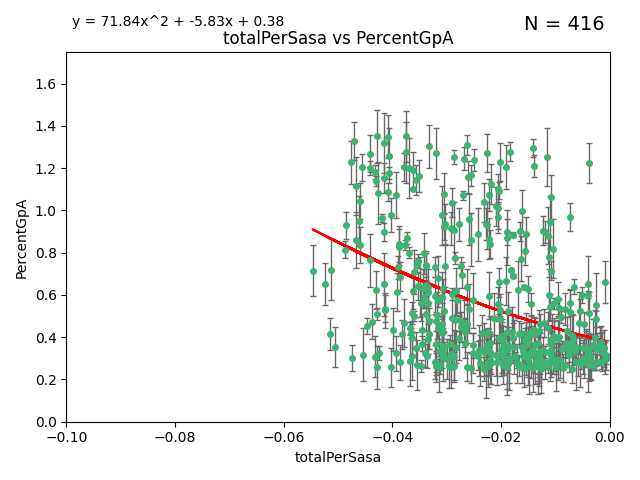 y = 71.84x^2 + -5.83x + 0.38
N = 416
totalPerSasa vs PercentGpA
PercentGpA
1.6
1.4
1.2
1.0
0.8
0.6
0.4
0.2
0.0
−0.10 −0.08 −0.06 −0.04 −0.02 0.00
totalPerSasa